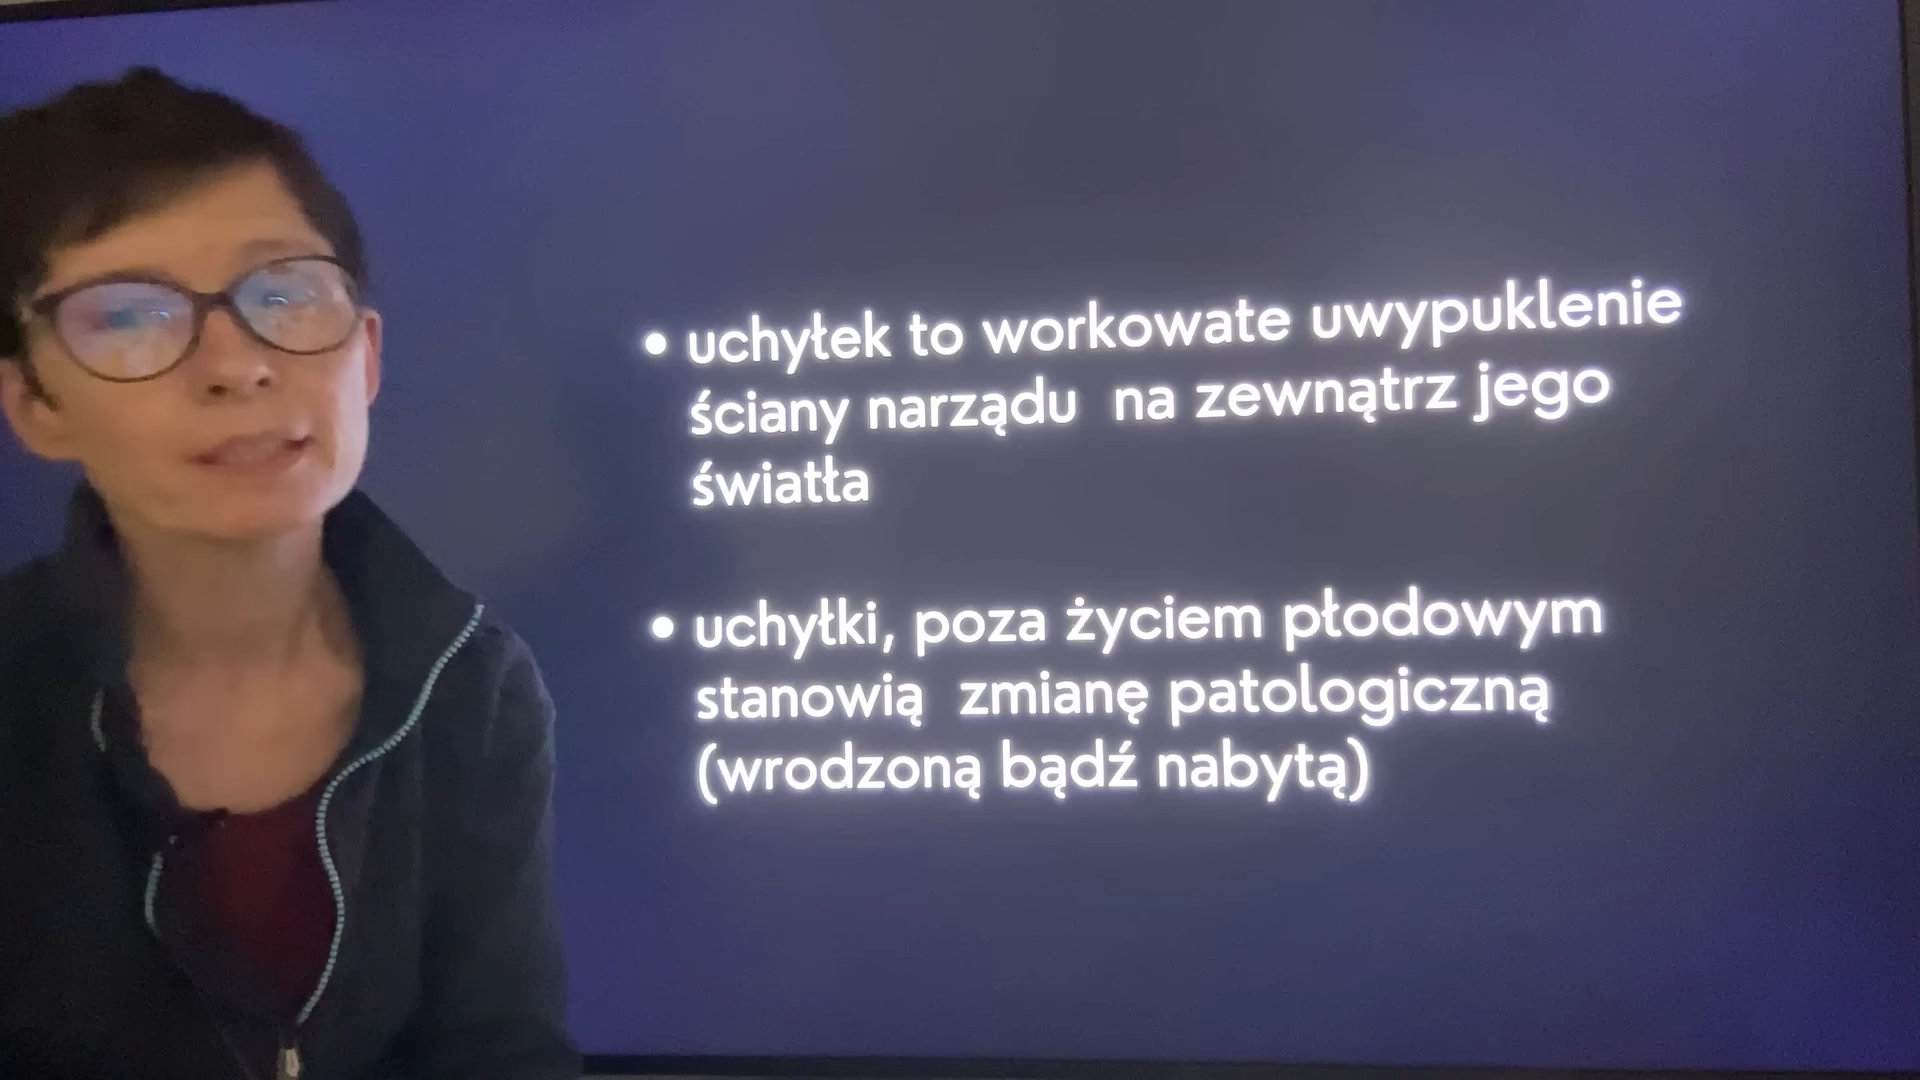 • uchyłek to workowate uwypuklenie
ściany narządu na zewnątrz jego
światła
• uchyłki, poza życiem płodowym
stanowią zmianę patologiczną
(wrodzoną bądź nabytą)